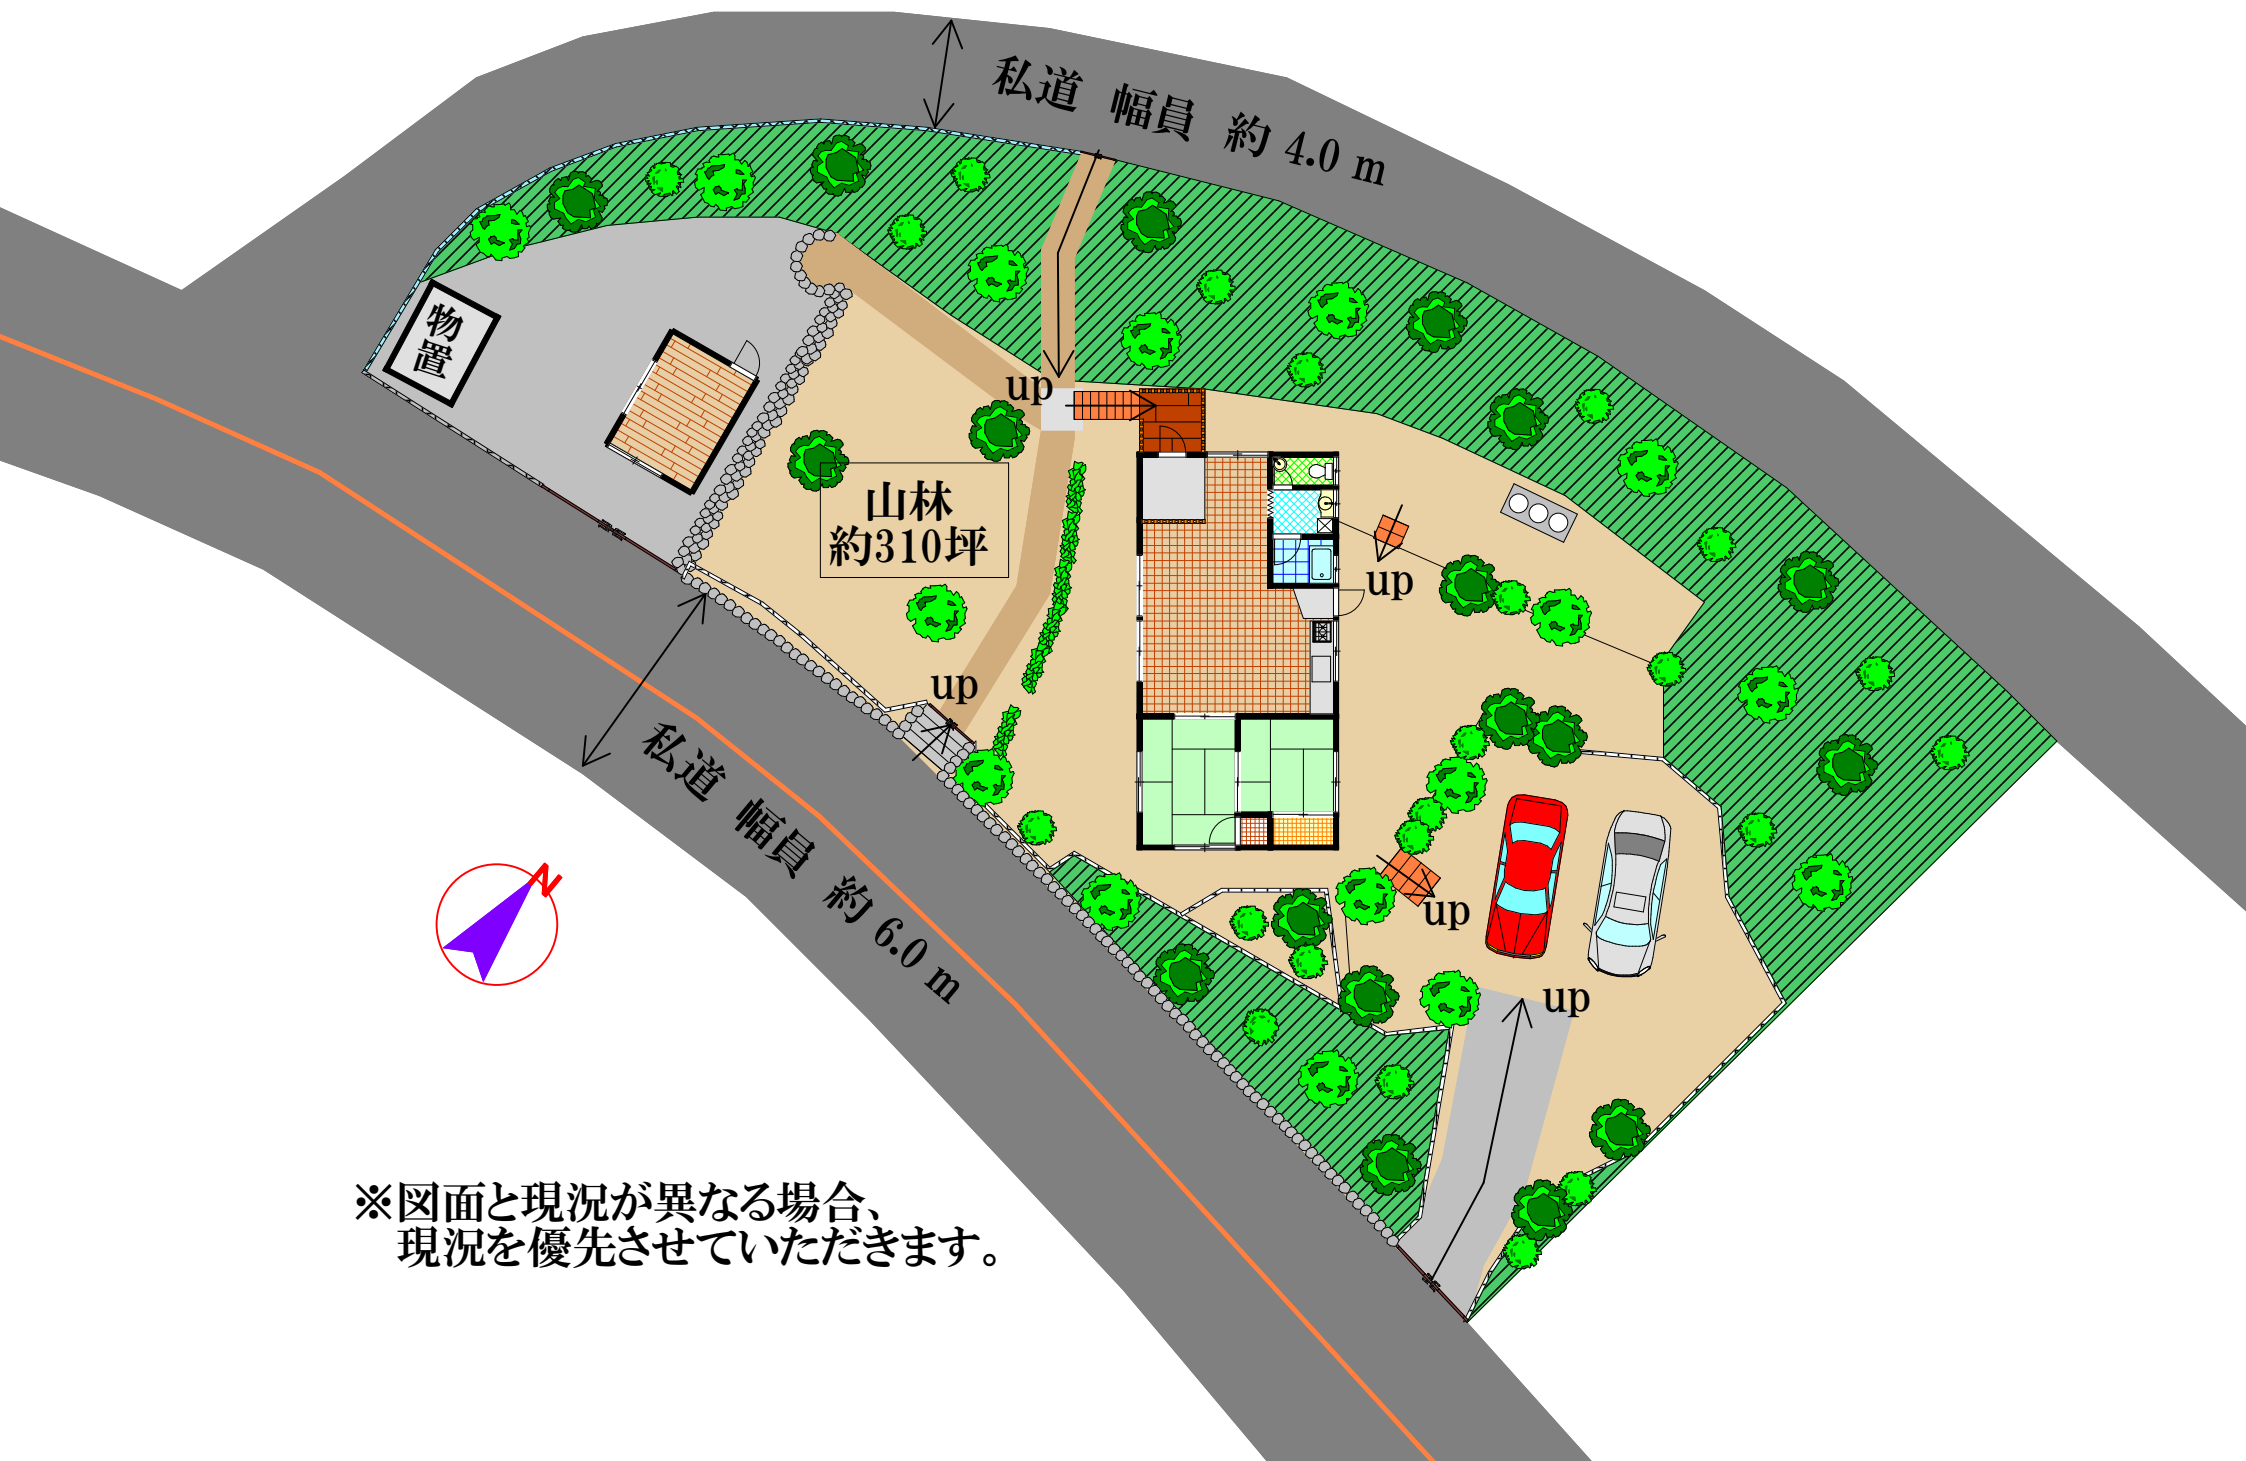 私道 幅員 約 4.0 m
物置
up
山林
約310坪
up
up
私道 幅員 約 6.0 m
up
N
up
※図面と現況が異なる場合、
現況を優先させていただきます。